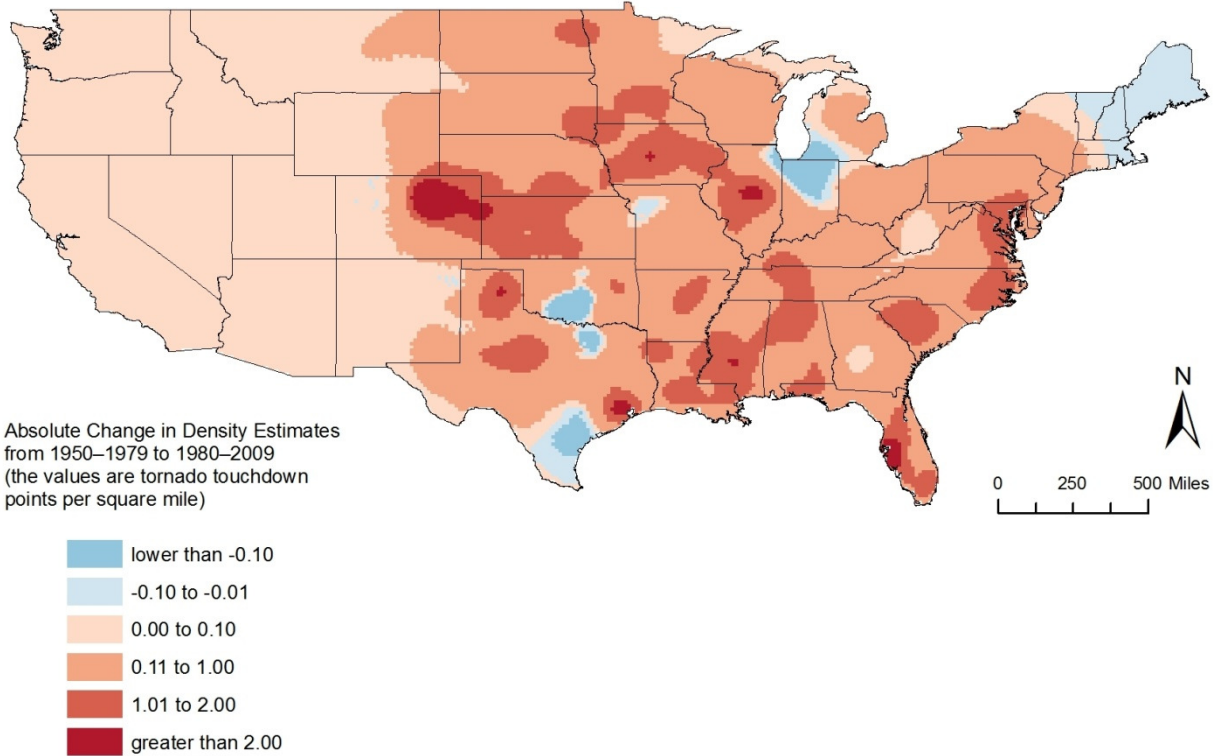 N
Absolute Change in Density Estimates
from 1950–1979 to 1980–2009
(the values are tornado touchdown
points per square mile)
0 250 500 Miles
lower than -0.10
-0.10 to -0.01
0.00 to 0.10
0.11 to 1.00
1.01 to 2.00
greater than 2.00